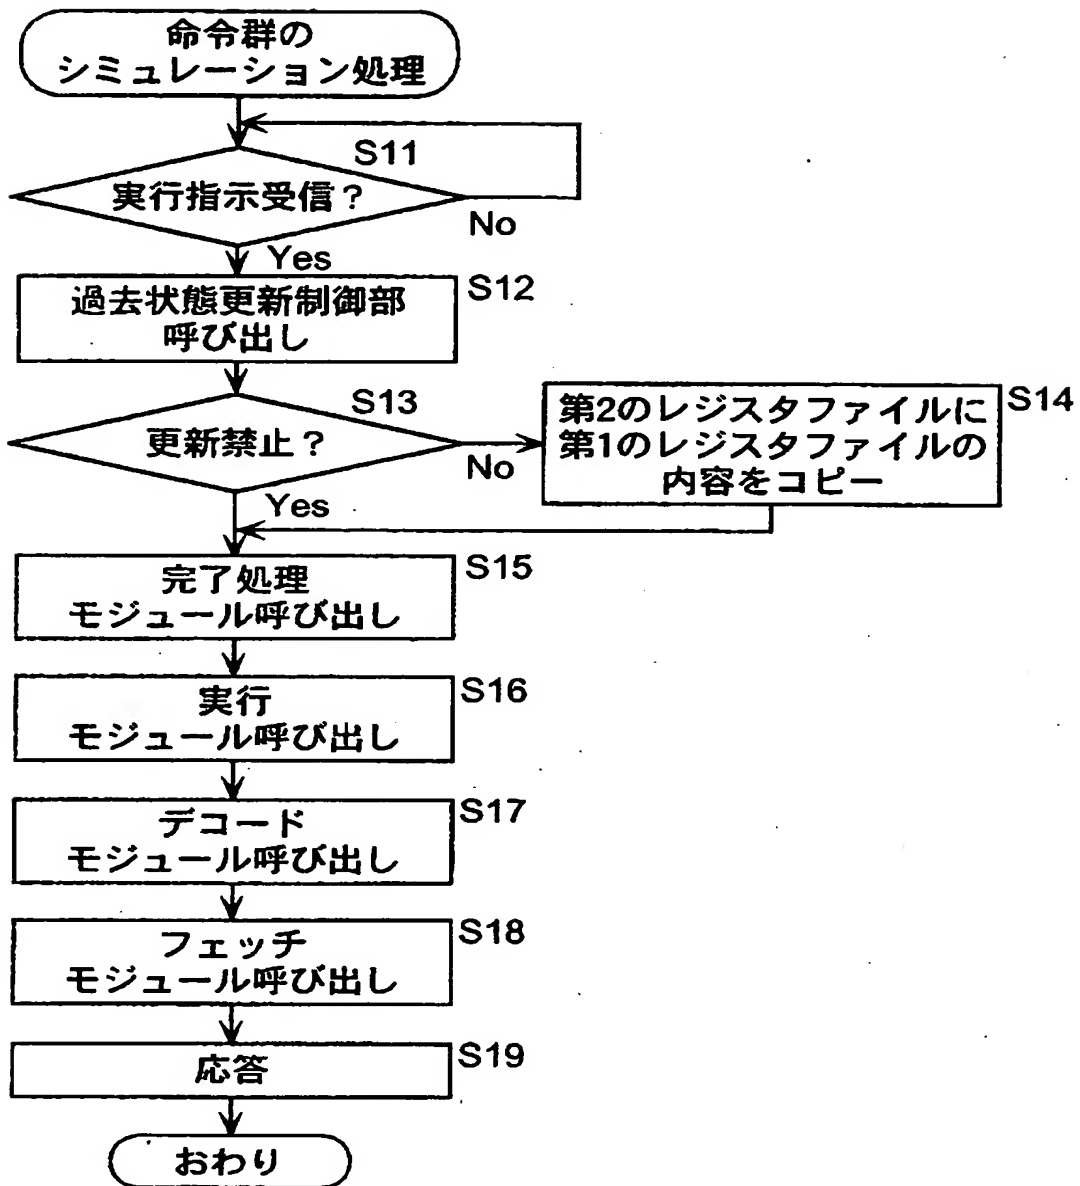 命令群の
シミュレーション処理
S11
実行指示受信？
No
Yes
過去状態更新制御部
呼び出し
S12
S13
更新禁止？
No
Yes
第2のレジスタファイルに
第1のレジスタファイルの
内容をコピー
S14
完了処理
モジュール呼び出し
S15
実行
モジュール呼び出し
S16
デコード
モジュール呼び出し
S17
フェッチ
モジュール呼び出し
S18
応答
S19
おわり